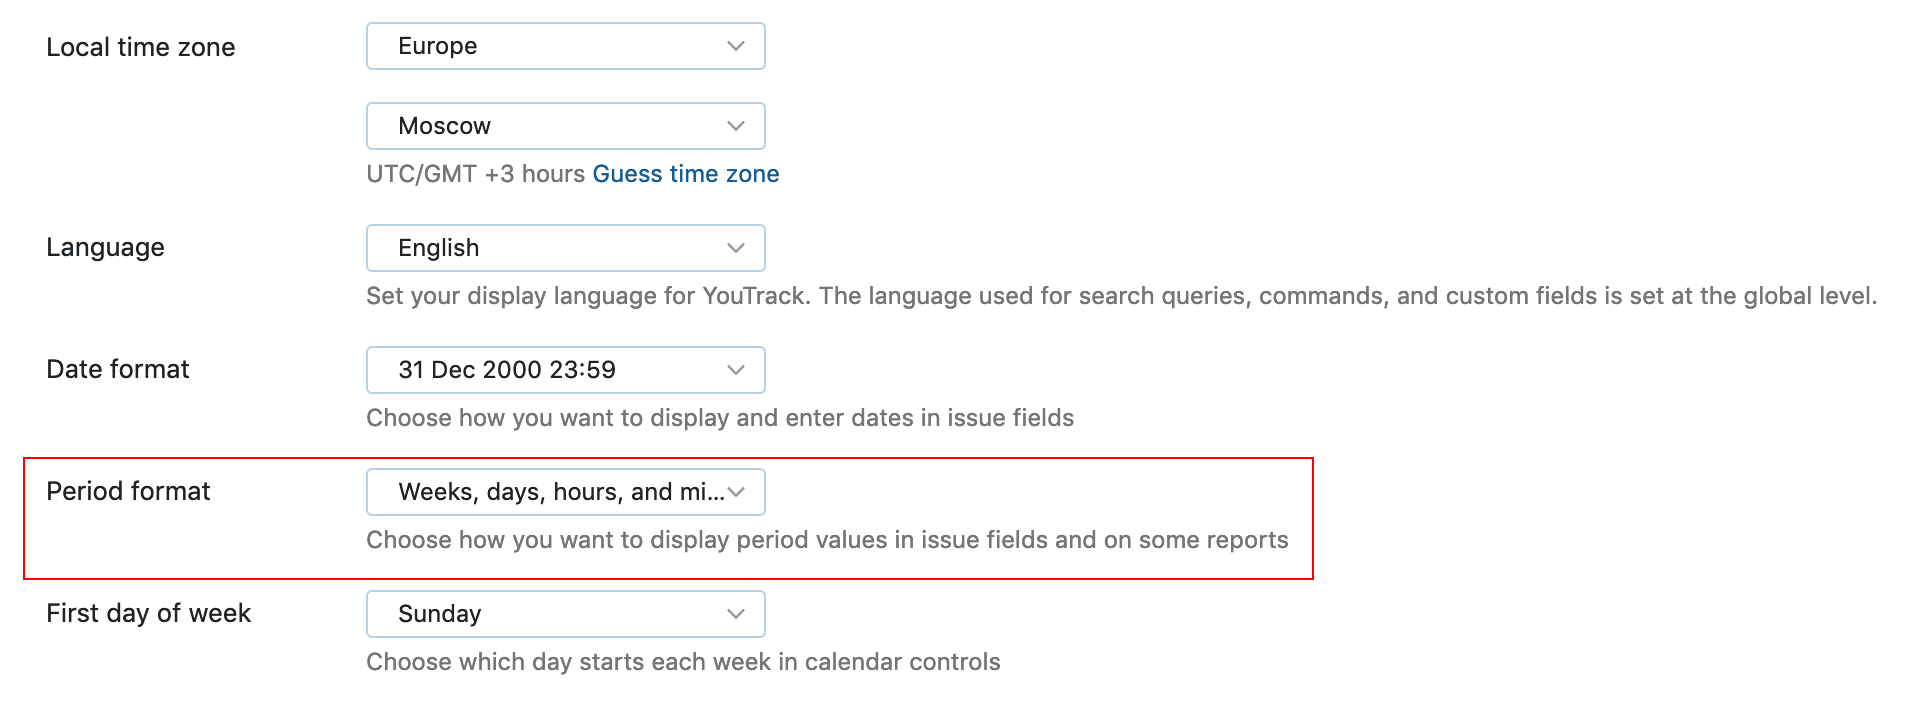 Local time zone
Europe
Moscow
UTC/GMT +3 hours Guess time zone
Language
English
Set your display language for YouTrack. The language used for search queries, commands, and custom fields is set at the global level.
Date format
31 Dec 2000 23:59
Choose how you want to display and enter dates in issue fields
Period format
Weeks, days, hours, and mi...
Choose how you want to display period values in issue fields and on some reports
First day of week
Sunday
Choose which day starts each week in calendar controls